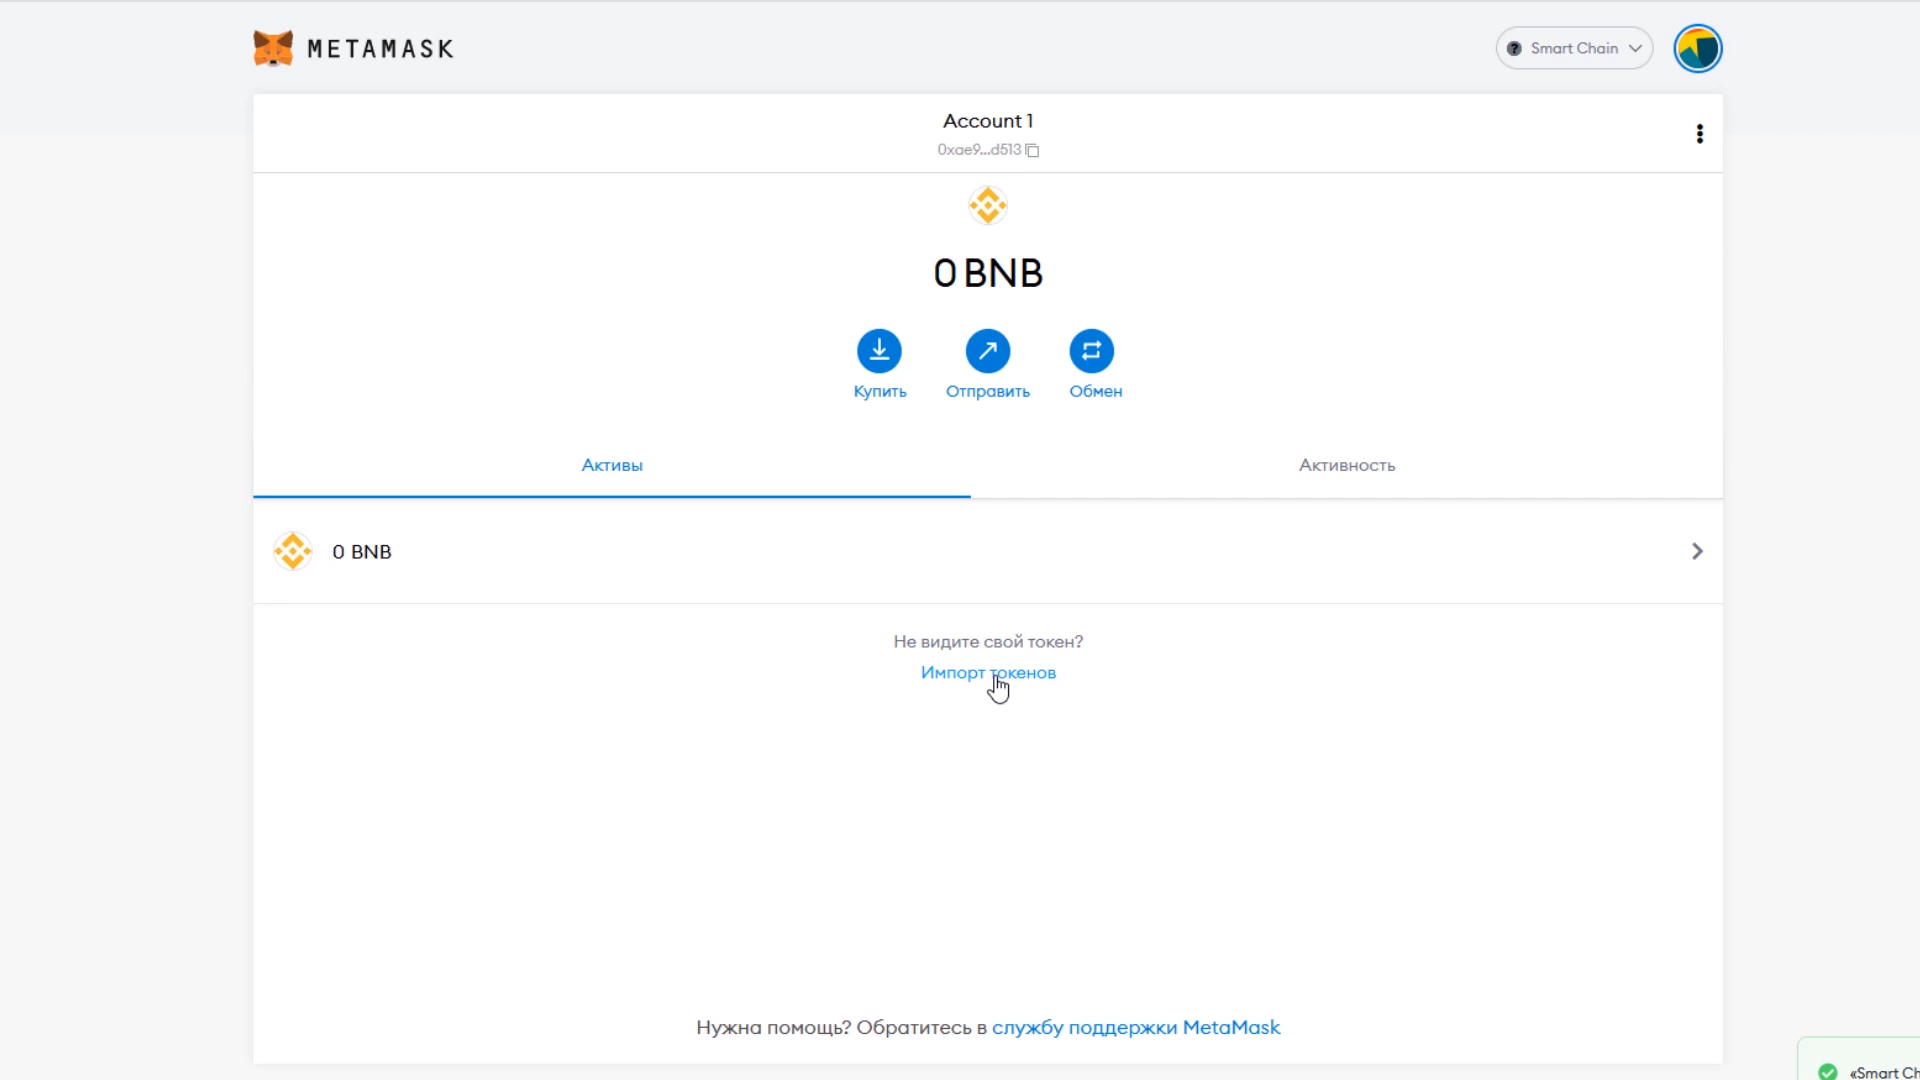 METAMASK
Smart Chain
Account 1
0xae9...d513
0 BNB
Купить
Отправить
Обмен
Активы
Активность
0 BNB
Не видите свой токен?
Импорт токенов
Нужна помощь? Обратитесь в службу поддержки MetaMask
«Smart Ch